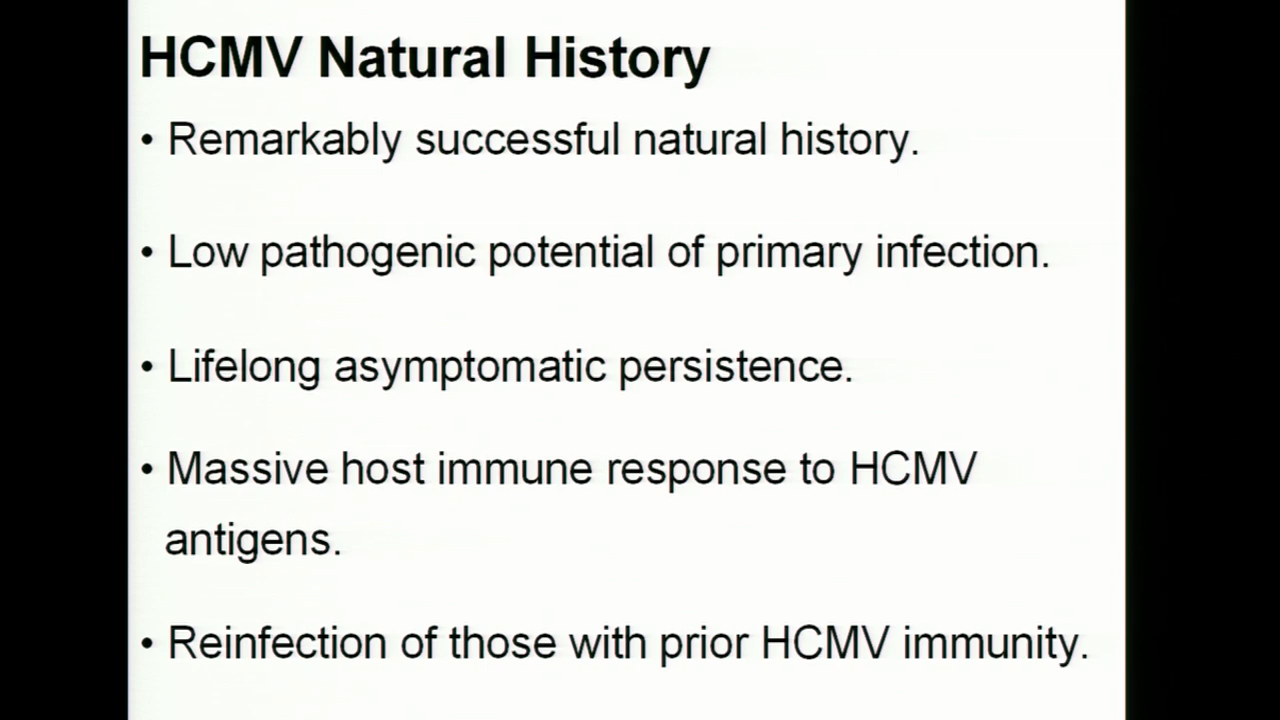 HCMV Natural History
• Remarkably successful natural history.
• Low pathogenic potential of primary infection.
• Lifelong asymptomatic persistence.
• Massive host immune response to HCMV
antigens.
• Reinfection of those with prior HCMV immunity.